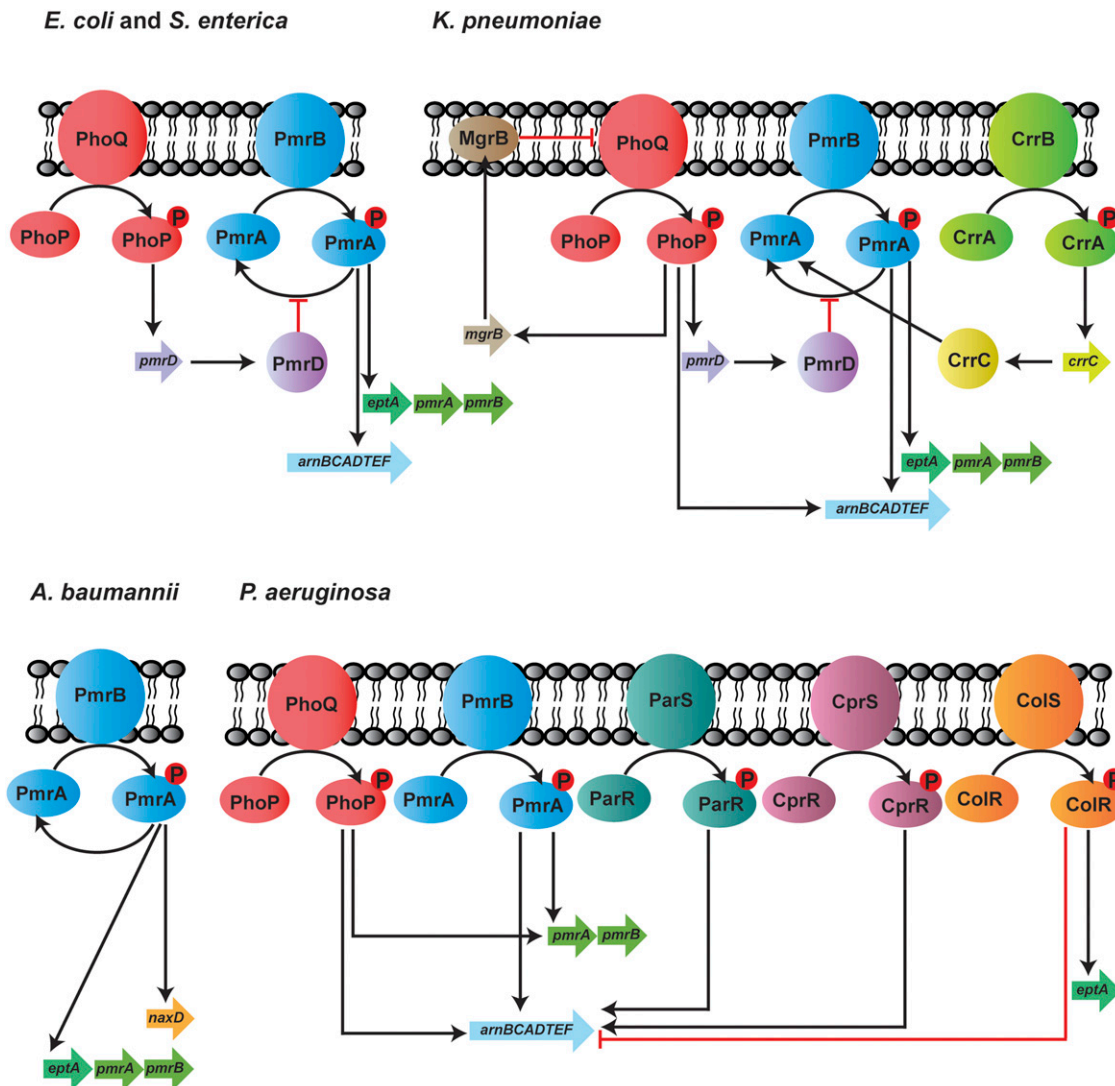 E. coli and S. enterica
K. pneumoniae
PhoQ
PmrB
PhoP
PhoP
P
PmrA
PmrA
P
pmrD
PmrD
eptA
pmrA
pmrB
arnBCADTEF
MgrB
PhoQ
PmrB
CrrB
PhoP
PhoP
P
PmrA
PmrA
P
CrrA
CrrA
P
mgrB
pmrD
PmrD
CrrC
crrC
eptA
pmrA
pmrB
arnBCADTEF
A. baumannii
P. aeruginosa
PmrB
PmrA
PmrA
P
naxD
eptA
pmrA
pmrB
PhoQ
PmrB
ParS
CprS
ColS
PhoP
PhoP
P
PmrA
PmrA
P
ParR
ParR
P
CprR
CprR
P
ColR
ColR
P
pmrA
pmrB
eptA
arnBCADTEF